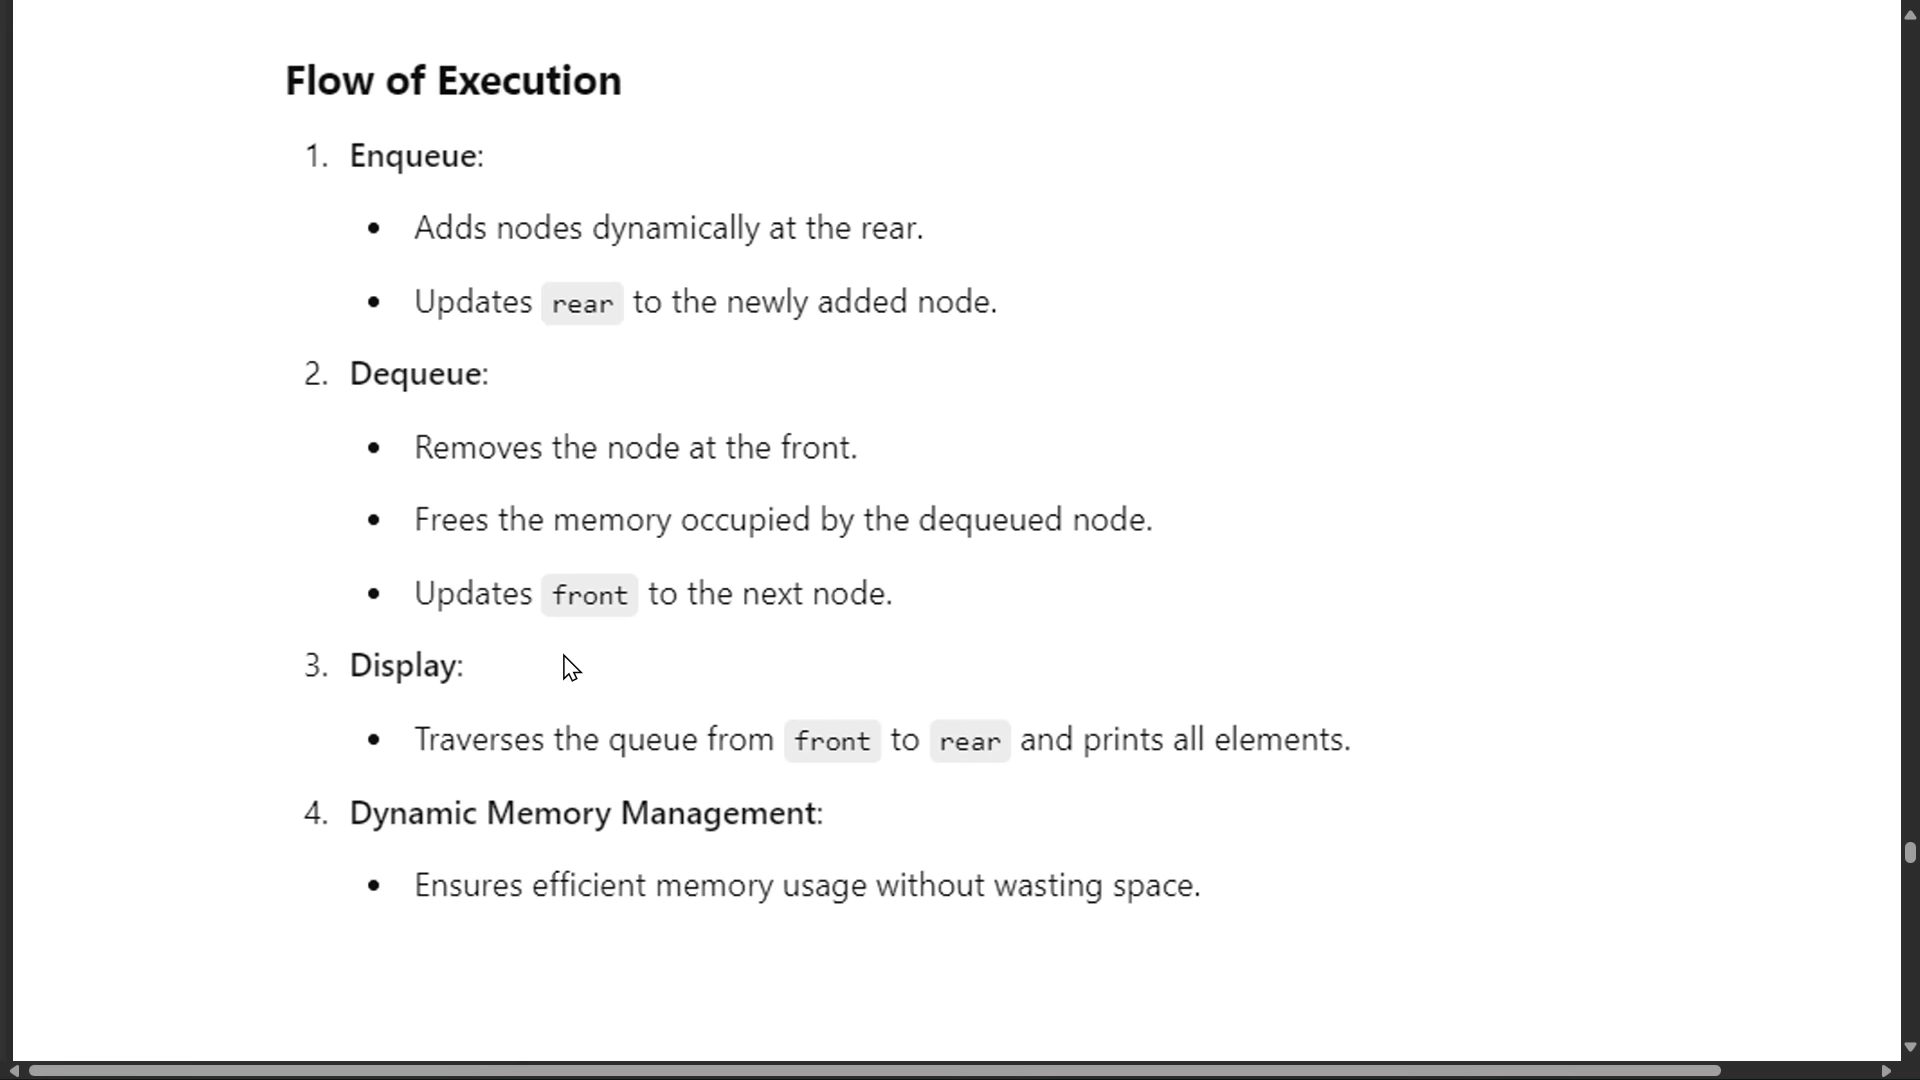 Flow of Execution
1. Enqueue:
• Adds nodes dynamically at the rear.
• Updates rear to the newly added node.
2. Dequeue:
• Removes the node at the front.
• Frees the memory occupied by the dequeued node.
• Updates front to the next node.
3. Display:
• Traverses the queue from front to rear and prints all elements.
4. Dynamic Memory Management:
• Ensures efficient memory usage without wasting space.